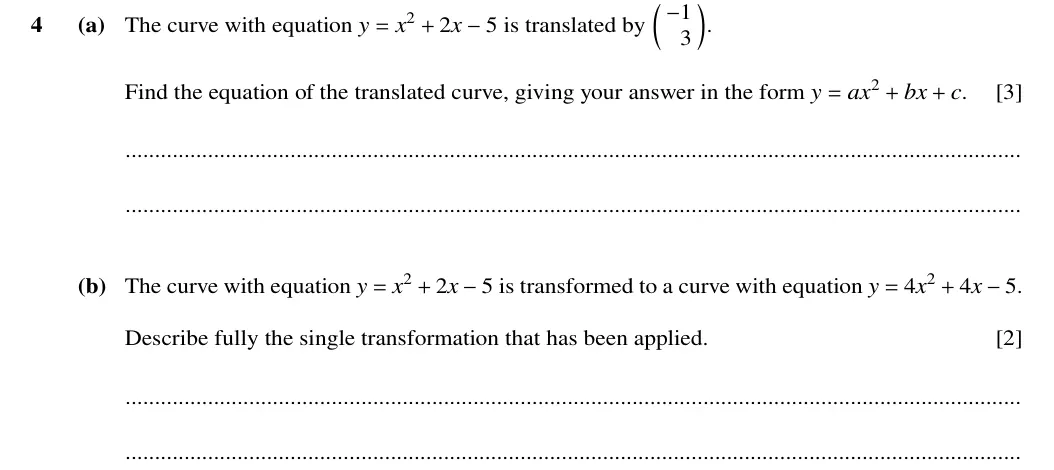 4 (a) The curve with equation y = x² + 2x − 5 is translated by (−1
3).
Find the equation of the translated curve, giving your answer in the form y = ax² + bx + c. [3]
(b) The curve with equation y = x² + 2x − 5 is transformed to a curve with equation y = 4x² + 4x − 5.
Describe fully the single transformation that has been applied. [2]